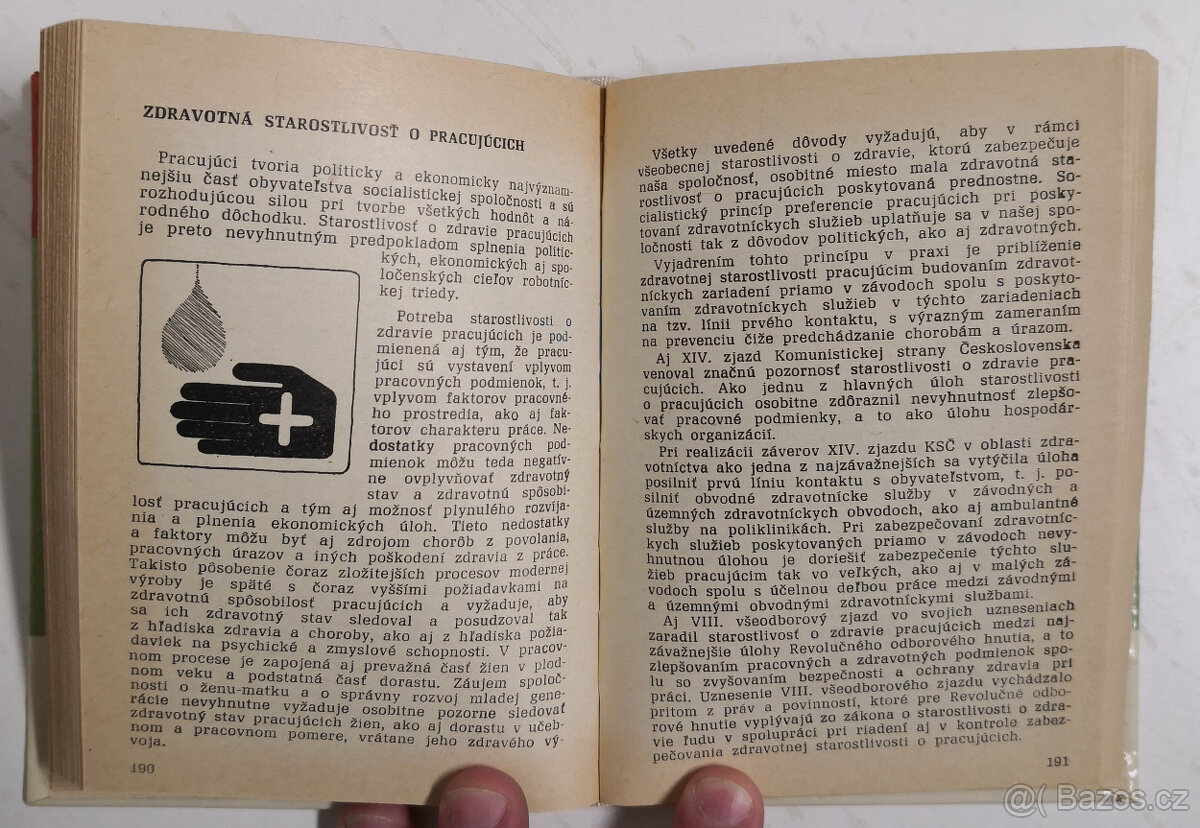 ZDRAVOTNÁ STAROSTLIVOSŤ O PRACUJÚCICH
Pracujúci tvoria politicky a ekonomicky najvýznam-
nejšiu časť obyvateľstva socialistickej spoločnosti a sú
rozhodujúcou silou pri tvorbe všetkých hodnôt a ná-
rodného dôchodku. Starostlivosť o zdravie pracujúcich
je preto nevyhnutným predpokladom splnenia politic-
kých, ekonomických aj spo-
ločenských cieľov robotníc-
kej triedy.
Potreba starostlivosti o
zdravie pracujúcich je pod-
mienená aj tým, že pracu-
júci sú vystavení vplyvom
pracovných podmienok, t. j.
vplyvom faktorov pracovné-
ho prostredia, ako aj fak-
torov charakteru práce. Ne-
dostatky pracovných pod-
mienok môžu teda negatív-
ne ovplyvňovať zdravotný
stav a zdravotnú spôsobi-
losť pracujúcich a tým aj možnosť plynulého rozvíja-
nia a plnenia ekonomických úloh. Tieto nedostatky
a faktory môžu byť aj zdrojom chorôb z povolania,
pracovných úrazov a iných poškodení zdravia z práce.
Takisto pôsobenie čoraz zložitejších procesov modernej
výroby je späté s čoraz vyššími požiadavkami na
zdravotnú spôsobilosť pracujúcich a vyžaduje, aby
sa ich zdravotný stav sledoval a posudzoval tak
z hľadiska zdravia a choroby, ako aj z hľadiska požia-
daviek na psychické a zmyslové schopnosti. V pracov-
nom procese je zapojená aj prevažná časť žien v plod-
nom veku a podstatná časť dorastu. Záujem spoloč-
nosti o ženu-matku a o správny rozvoj mladej gene-
rácie nevyhnutne vyžaduje osobitne pozorne sledovať
zdravotný stav pracujúcich žien, ako aj dorastu v učeb-
nom a pracovnom pomere, vrátane jeho zdravého vý-
voja.
190
Všetky uvedené dôvody vyžadujú, aby v rámci
všeobecnej starostlivosti o zdravie, ktorú zabezpečuje
naša spoločnosť, osobitné miesto mala zdravotná sta-
rostlivosť o pracujúcich poskytovaná prednostne. So-
cialistický princíp preferencie pracujúcich pri posky-
tovaní zdravotníckych služieb uplatňuje sa v našej spo-
ločnosti tak z dôvodov politických, ako aj zdravotných.
Vyjadrením tohto princípu v praxi je priblíženie
zdravotnej starostlivosti pracujúcim budovaním zdravot-
níckych zariadení priamo v závodoch spolu s poskyto-
vaním zdravotníckych služieb v týchto zariadeniach
na tzv. línii prvého kontaktu, s výrazným zameraním
na prevenciu čiže predchádzanie chorobám a úrazom.
Aj XIV. zjazd Komunistickej strany Československa
venoval značnú pozornosť starostlivosti o zdravie pra-
cujúcich. Ako jednu z hlavných úloh starostlivosti
o pracujúcich osobitne zdôraznil nevyhnutnosť zlepšo-
vať pracovné podmienky, a to ako úlohu hospodár-
skych organizácií.
Pri realizácii záverov XIV. zjazdu KSČ v oblasti zdra-
votníctva ako jedna z najzávažnejších sa vytýčila úloha
posilniť prvú líniu kontaktu s obyvateľstvom, t. j. po-
silniť obvodné zdravotnícke služby v závodných a
územných zdravotníckych obvodoch, ako aj ambulantné
služby na poliklinikách. Pri zabezpečovaní zdravotníc-
kych služieb poskytovaných priamo v závodoch nevy-
hnutnou úlohou je doriešiť zabezpečenie týchto slu-
žieb pracujúcim tak vo veľkých, ako aj v malých zá-
vodoch spolu s účelnou deľbou práce medzi závodnými
a územnými obvodnými zdravotníckymi službami.
Aj VIII. všeodborový zjazd vo svojich uzneseniach
zaradil starostlivosť o zdravie pracujúcich medzi naj-
závažnejšie úlohy Revolučného odborového hnutia, a to
zlepšovaním pracovných a zdravotných podmienok spo-
lu so zvyšovaním bezpečnosti a ochrany zdravia pri
práci. Uznesenie VIII. všeodborového zjazdu vychádzalo
pritom z práv a povinností, ktoré pre Revolučné odbo-
rové hnutie vyplývajú zo zákona o starostlivosti o zdra-
vie ľudu v spolupráci pri riadení aj v kontrole zabez-
pečovania zdravotnej starostlivosti o pracujúcich.
191
@( Bazos.cz